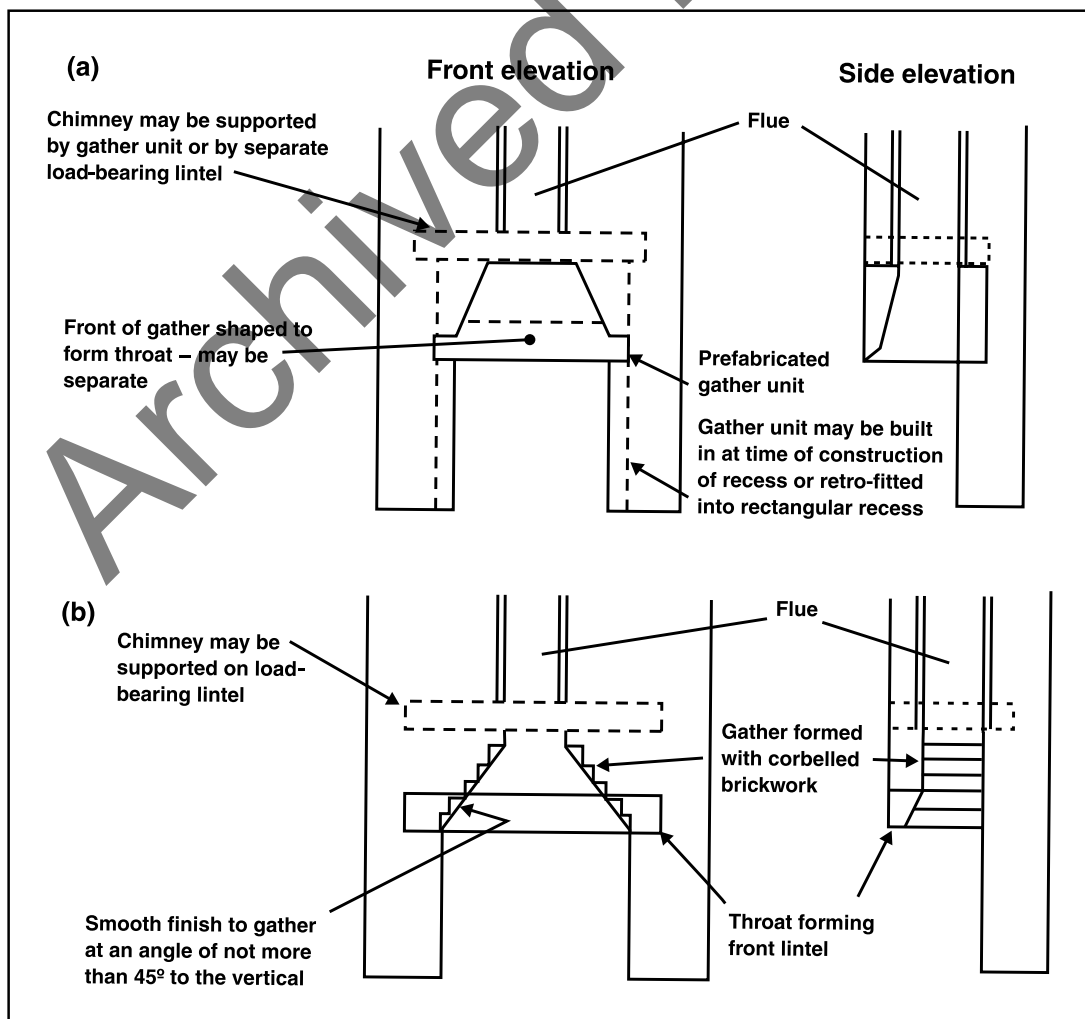 (a)
Front elevation
Side elevation
Chimney may be supported
by gather unit or by separate
load-bearing lintel
Flue
Front of gather shaped to
form throat – may be
separate
Prefabricated
gather unit
Gather unit may be built
in at time of construction
of recess or retro-fitted
into rectangular recess
(b)
Chimney may be
supported on load-
bearing lintel
Flue
Gather formed
with corbelled
brickwork
Smooth finish to gather
at an angle of not more
than 45º to the vertical
Throat forming
front lintel
Archived